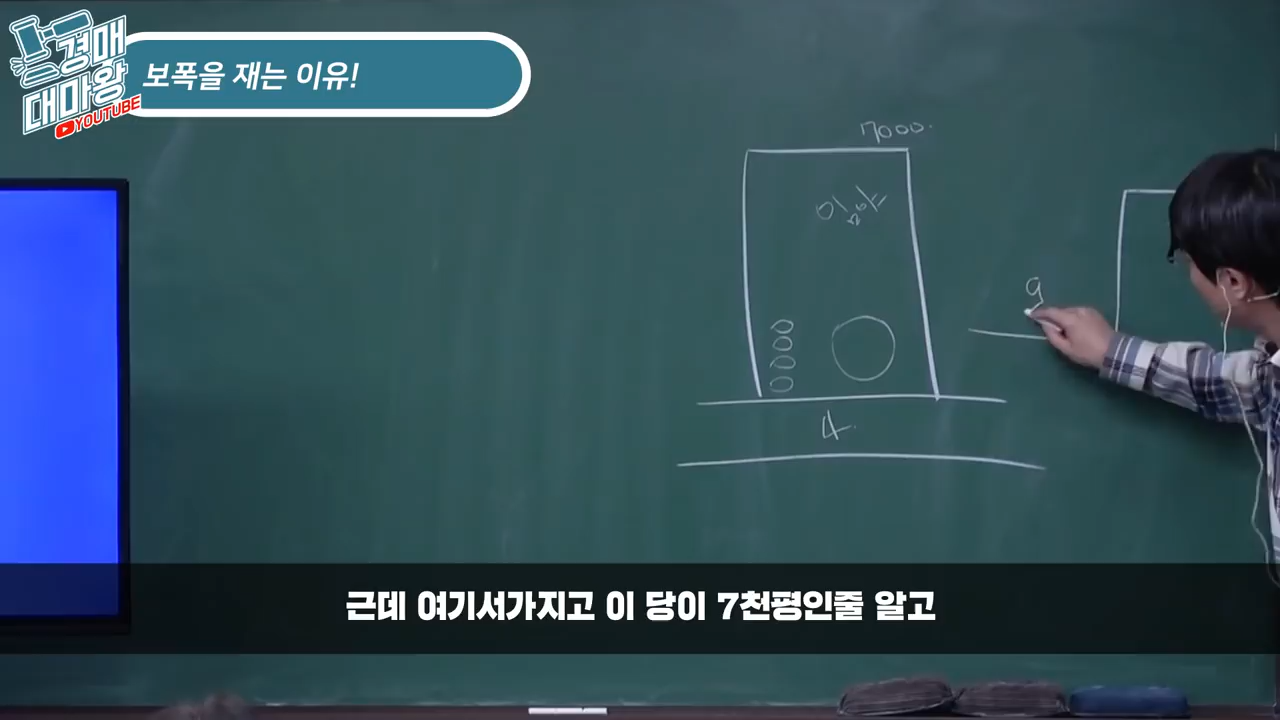 경매
대마왕
YOUTUBE
보폭을 재는 이유!
7000.
임야
4.
9
근데 여기서가지고 이 당이 7천평인줄 알고